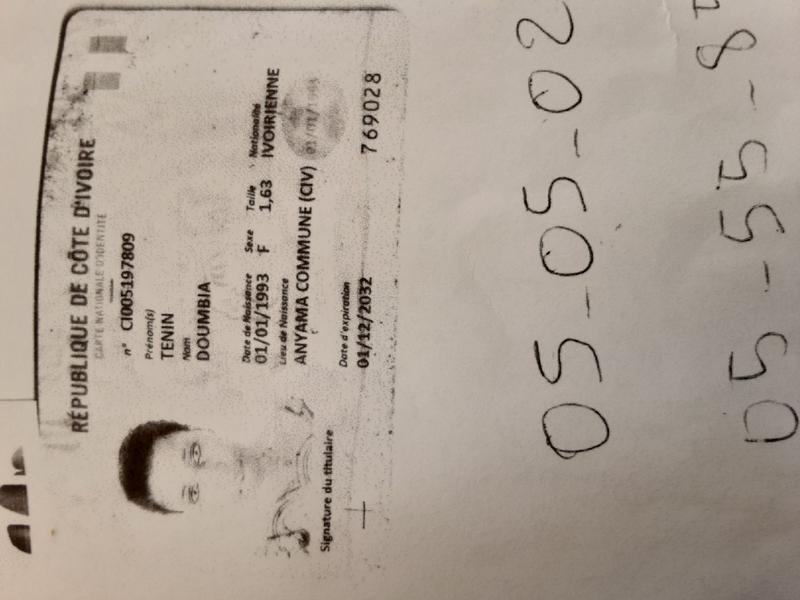 RÉPUBLIQUE DE CÔTE D'IVOIRE
CARTE NATIONALE D'IDENTITÉ
n° CI005197809
Prénom(s)
TENIN
Nom
DOUMBIA
Date de Naissance Sexe Taille Nationalité
01/01/1993 F 1,63 IVOIRIENNE
Lieu de Naissance
ANYAMA COMMUNE (CIV)
Date d'expiration
01/12/2032
769028
Signature du titulaire
05-05-02
05-55-8